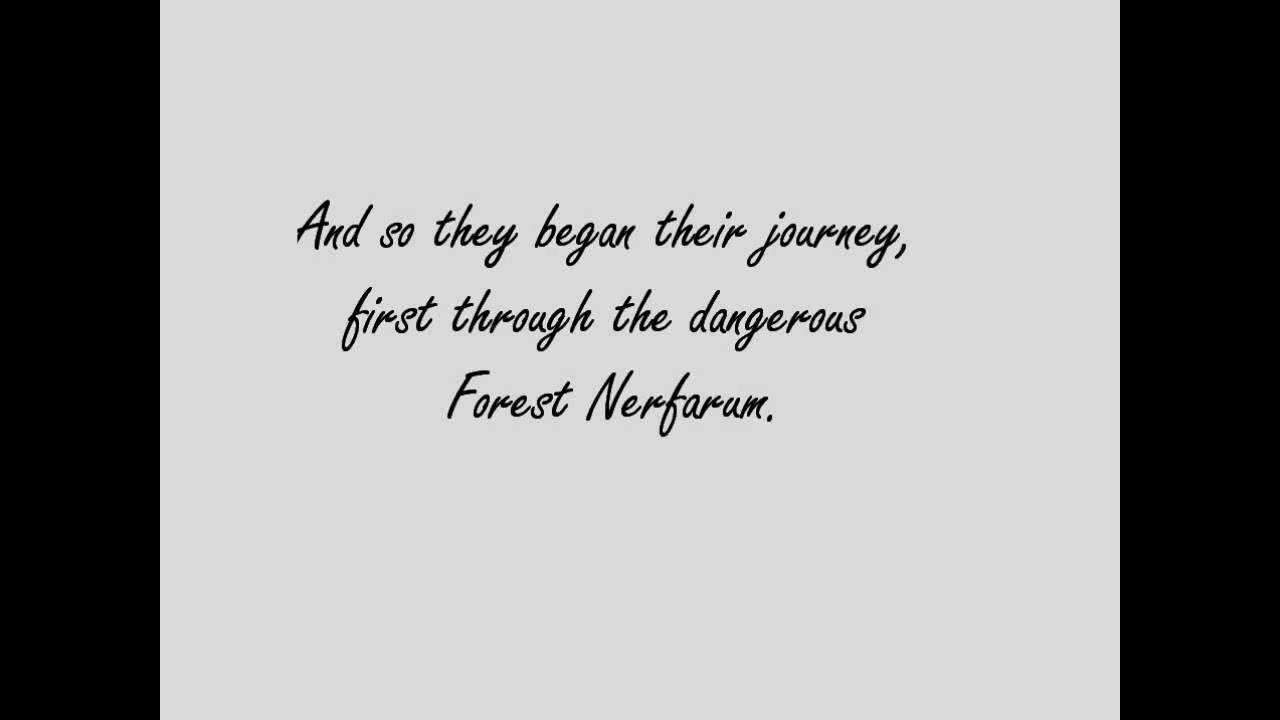 And so they began their journey,
first through the dangerous
Forest Nerfarum.